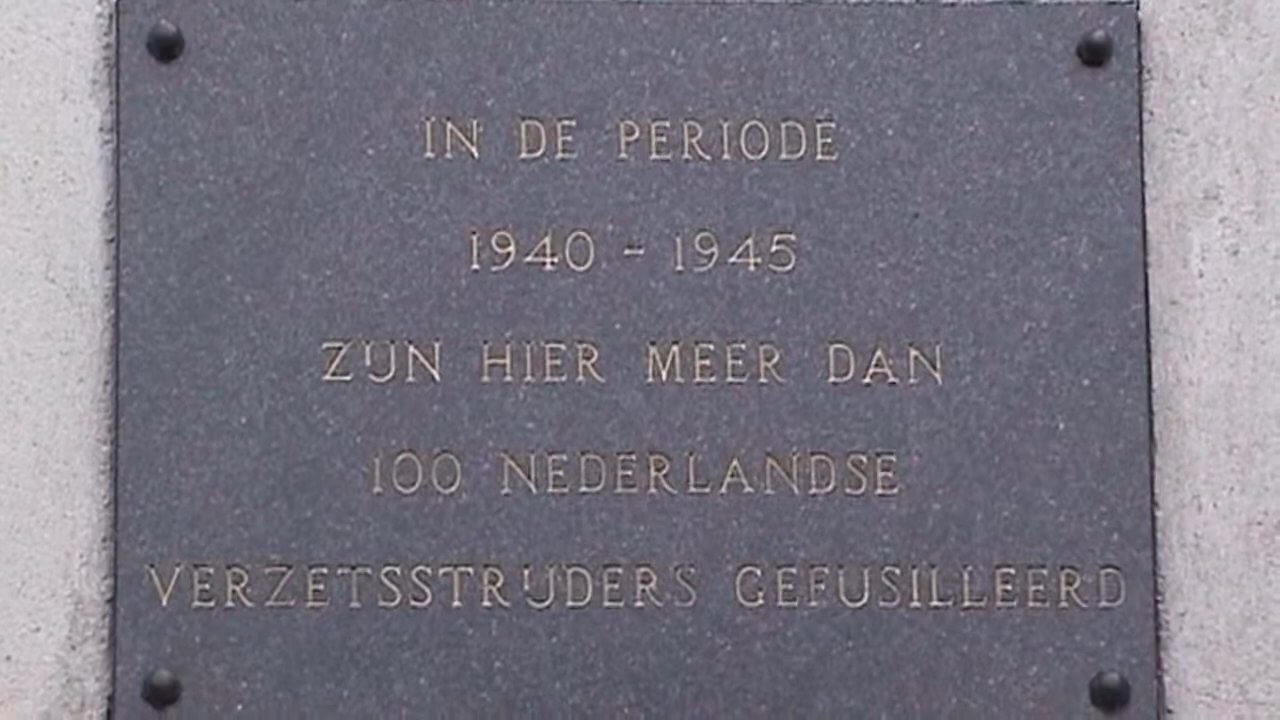 IN DE PERIODE
1940 - 1945
ZIJN HIER MEER DAN
100 NEDERLANDSE
VERZETSSTRIJDERS GEFUSILLEERD